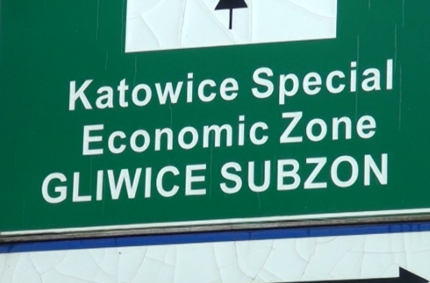 Katowice Special
Economic Zone
GLIWICE SUBZON